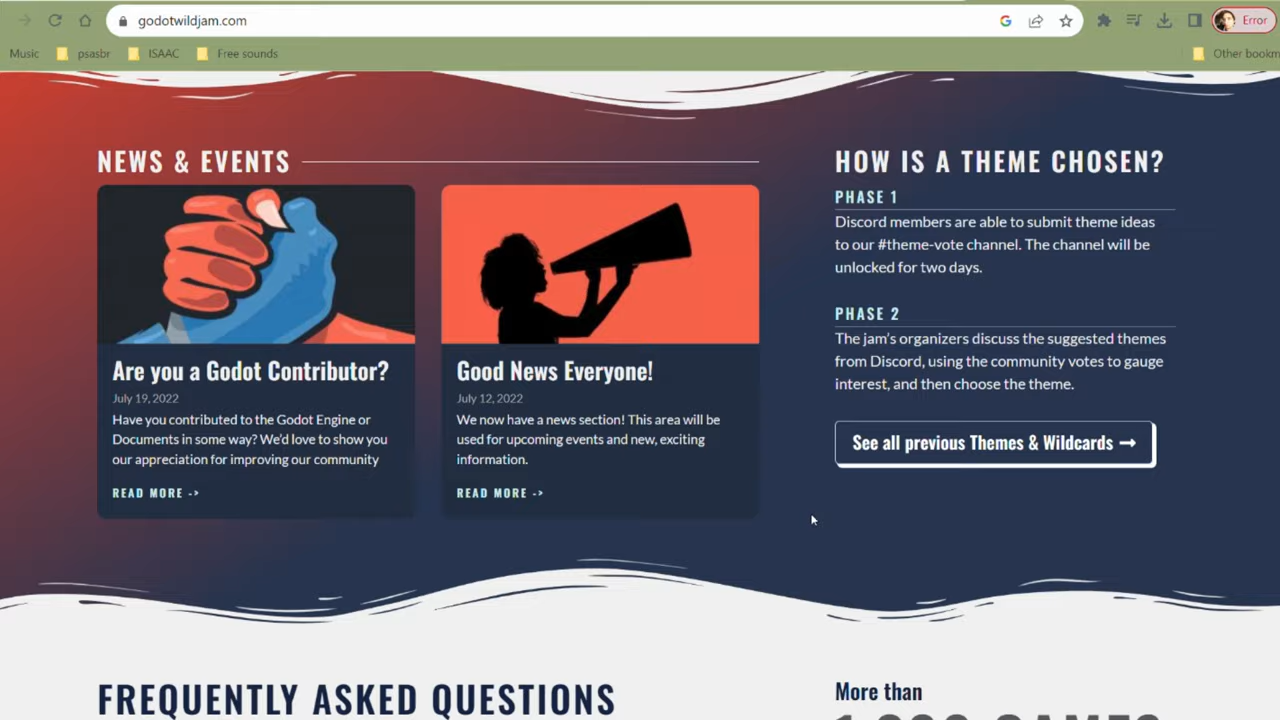 godotwildjam.com
Error
Music
psasbr
ISAAC
Free sounds
Other bookm
NEWS & EVENTS
Are you a Godot Contributor?
July 19, 2022
Have you contributed to the Godot Engine or
Documents in some way? We'd love to show you
our appreciation for improving our community
READ MORE ->
Good News Everyone!
July 12, 2022
We now have a news section! This area will be
used for upcoming events and new, exciting
information.
READ MORE ->
HOW IS A THEME CHOSEN?
PHASE 1
Discord members are able to submit theme ideas
to our #theme-vote channel. The channel will be
unlocked for two days.
PHASE 2
The jam's organizers discuss the suggested themes
from Discord, using the community votes to gauge
interest, and then choose the theme.
See all previous Themes & Wildcards →
FREQUENTLY ASKED QUESTIONS
More than